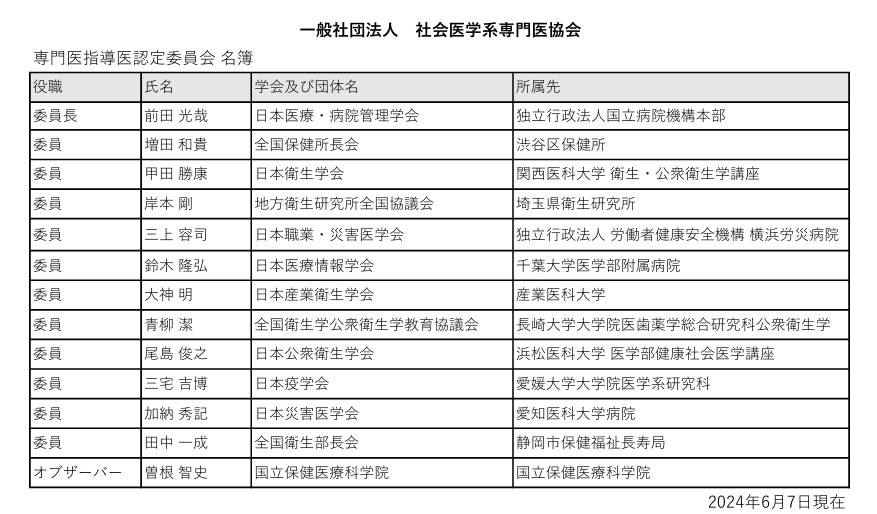 一般社団法人　社会医学系専門医協会
専門医指導医認定委員会 名簿
役職 氏名 学会及び団体名 所属先
委員長 前田 光哉 日本医療・病院管理学会 独立行政法人国立病院機構本部
委員 増田 和貴 全国保健所長会 渋谷区保健所
委員 甲田 勝康 日本衛生学会 関西医科大学 衛生・公衆衛生学講座
委員 岸本 剛 地方衛生研究所全国協議会 埼玉県衛生研究所
委員 三上 容司 日本職業・災害医学会 独立行政法人 労働者健康安全機構 横浜労災病院
委員 鈴木 隆弘 日本医療情報学会 千葉大学医学部附属病院
委員 大神 明 日本産業衛生学会 産業医科大学
委員 青柳 潔 全国衛生学公衆衛生学教育協議会 長崎大学大学院医歯薬学総合研究科公衆衛生学
委員 尾島 俊之 日本公衆衛生学会 浜松医科大学 医学部健康社会医学講座
委員 三宅 吉博 日本疫学会 愛媛大学大学院医学系研究科
委員 加納 秀記 日本災害医学会 愛知医科大学病院
委員 田中 一成 全国衛生部長会 静岡市保健福祉長寿局
オブザーバー 曽根 智史 国立保健医療科学院 国立保健医療科学院
2024年6月7日現在